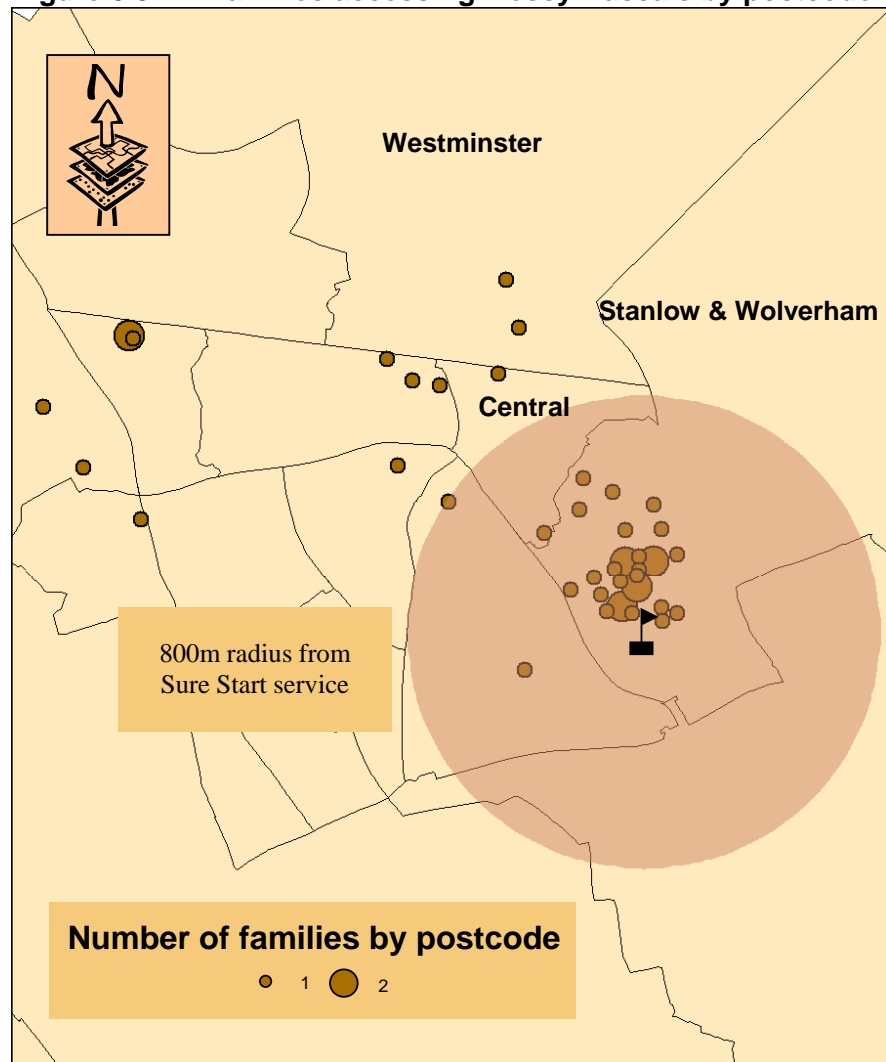 N
Westminster
Stanlow & Wolverham
Central
800m radius from
Sure Start service
Number of families by postcode
1 2